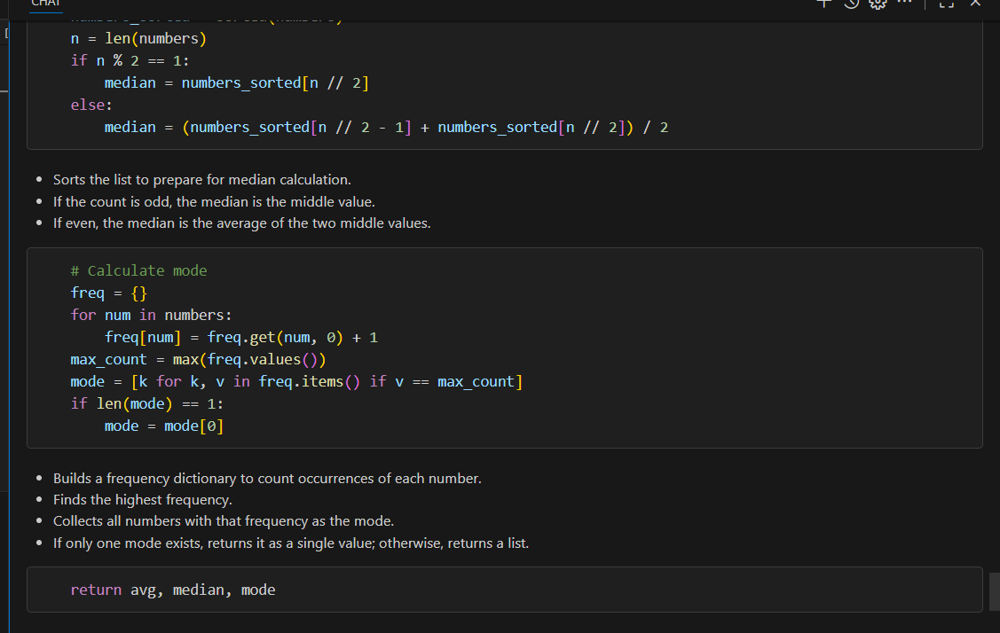 CHAT
numbers_sorted = sorted(numbers)
n = len(numbers)
if n % 2 == 1:
    median = numbers_sorted[n // 2]
else:
    median = (numbers_sorted[n // 2 - 1] + numbers_sorted[n // 2]) / 2
• Sorts the list to prepare for median calculation.
• If the count is odd, the median is the middle value.
• If even, the median is the average of the two middle values.
# Calculate mode
freq = {}
for num in numbers:
    freq[num] = freq.get(num, 0) + 1
max_count = max(freq.values())
mode = [k for k, v in freq.items() if v == max_count]
if len(mode) == 1:
    mode = mode[0]
• Builds a frequency dictionary to count occurrences of each number.
• Finds the highest frequency.
• Collects all numbers with that frequency as the mode.
• If only one mode exists, returns it as a single value; otherwise, returns a list.
return avg, median, mode